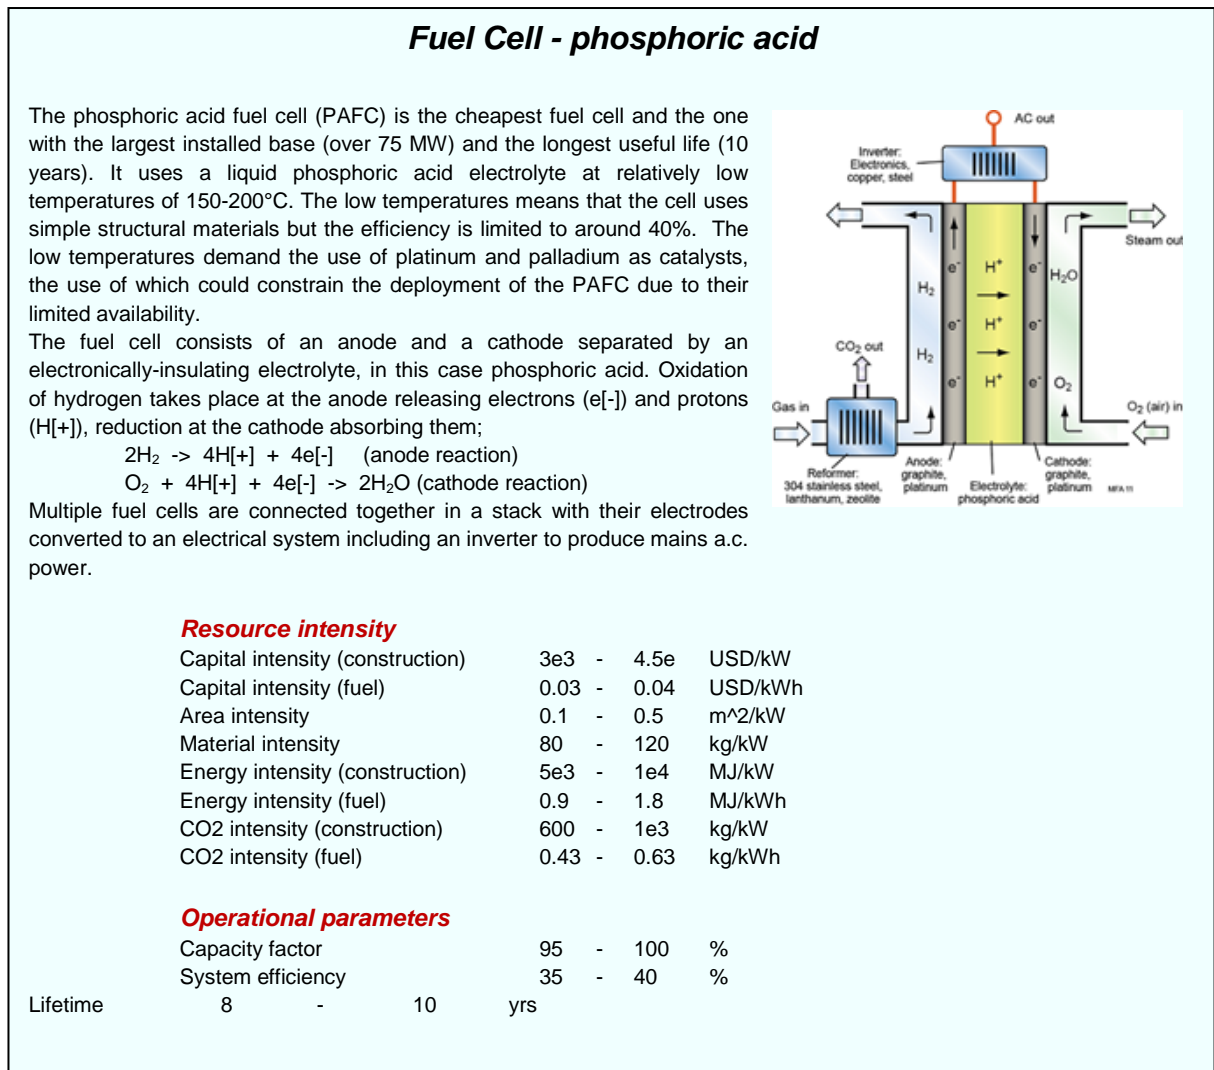 Fuel Cell - phosphoric acid
The phosphoric acid fuel cell (PAFC) is the cheapest fuel cell and the one
with the largest installed base (over 75 MW) and the longest useful life (10
years). It uses a liquid phosphoric acid electrolyte at relatively low
temperatures of 150-200°C. The low temperatures means that the cell uses
simple structural materials but the efficiency is limited to around 40%. The
low temperatures demand the use of platinum and palladium as catalysts,
the use of which could constrain the deployment of the PAFC due to their
limited availability.
The fuel cell consists of an anode and a cathode separated by an
electronically-insulating electrolyte, in this case phosphoric acid. Oxidation
of hydrogen takes place at the anode releasing electrons (e[-]) and protons
(H[+]), reduction at the cathode absorbing them;
2H₂ -> 4H[+] + 4e[-] (anode reaction)
O₂ + 4H[+] + 4e[-] -> 2H₂O (cathode reaction)
Multiple fuel cells are connected together in a stack with their electrodes
converted to an electrical system including an inverter to produce mains a.c.
power.
AC out
Inverter:
Electronics,
copper, steel
Steam out
e⁻ H⁺ e⁻ H₂O
H₂
e⁻ H⁺ e⁻
CO₂ out
H₂
e⁻ H⁺ e⁻ O₂
Gas in
O₂ (air) in
Reformer:
304 stainless steel,
lanthanum, zeolite
Anode:
graphite,
platinum
Electrolyte:
phosphoric acid
Cathode:
graphite,
platinum
MFA 11
Resource intensity
Capital intensity (construction) 3e3 - 4.5e USD/kW
Capital intensity (fuel) 0.03 - 0.04 USD/kWh
Area intensity 0.1 - 0.5 m^2/kW
Material intensity 80 - 120 kg/kW
Energy intensity (construction) 5e3 - 1e4 MJ/kW
Energy intensity (fuel) 0.9 - 1.8 MJ/kWh
CO2 intensity (construction) 600 - 1e3 kg/kW
CO2 intensity (fuel) 0.43 - 0.63 kg/kWh
Operational parameters
Capacity factor 95 - 100 %
System efficiency 35 - 40 %
Lifetime 8 - 10 yrs